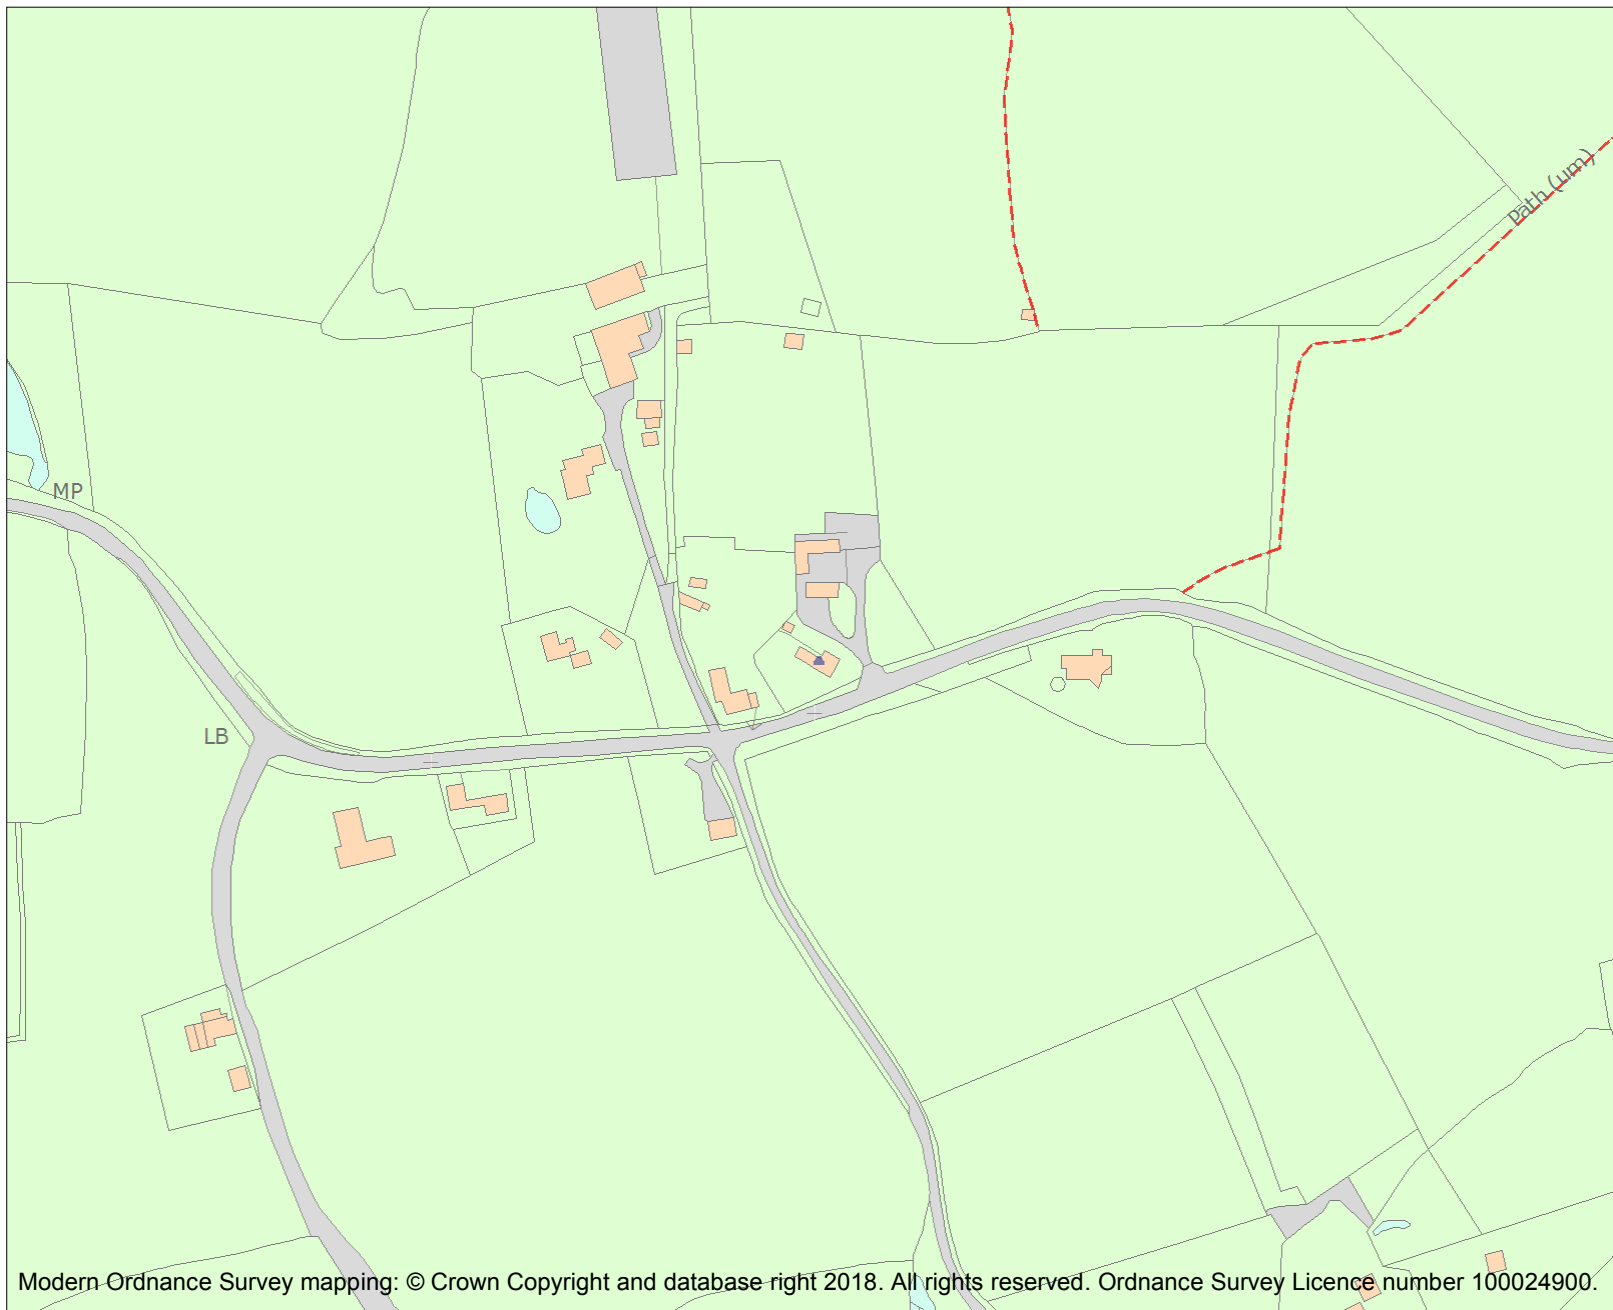 Path (um)
MP
LB
Modern Ordnance Survey mapping: © Crown Copyright and database right 2018. All rights reserved. Ordnance Survey Licence number 100024900.